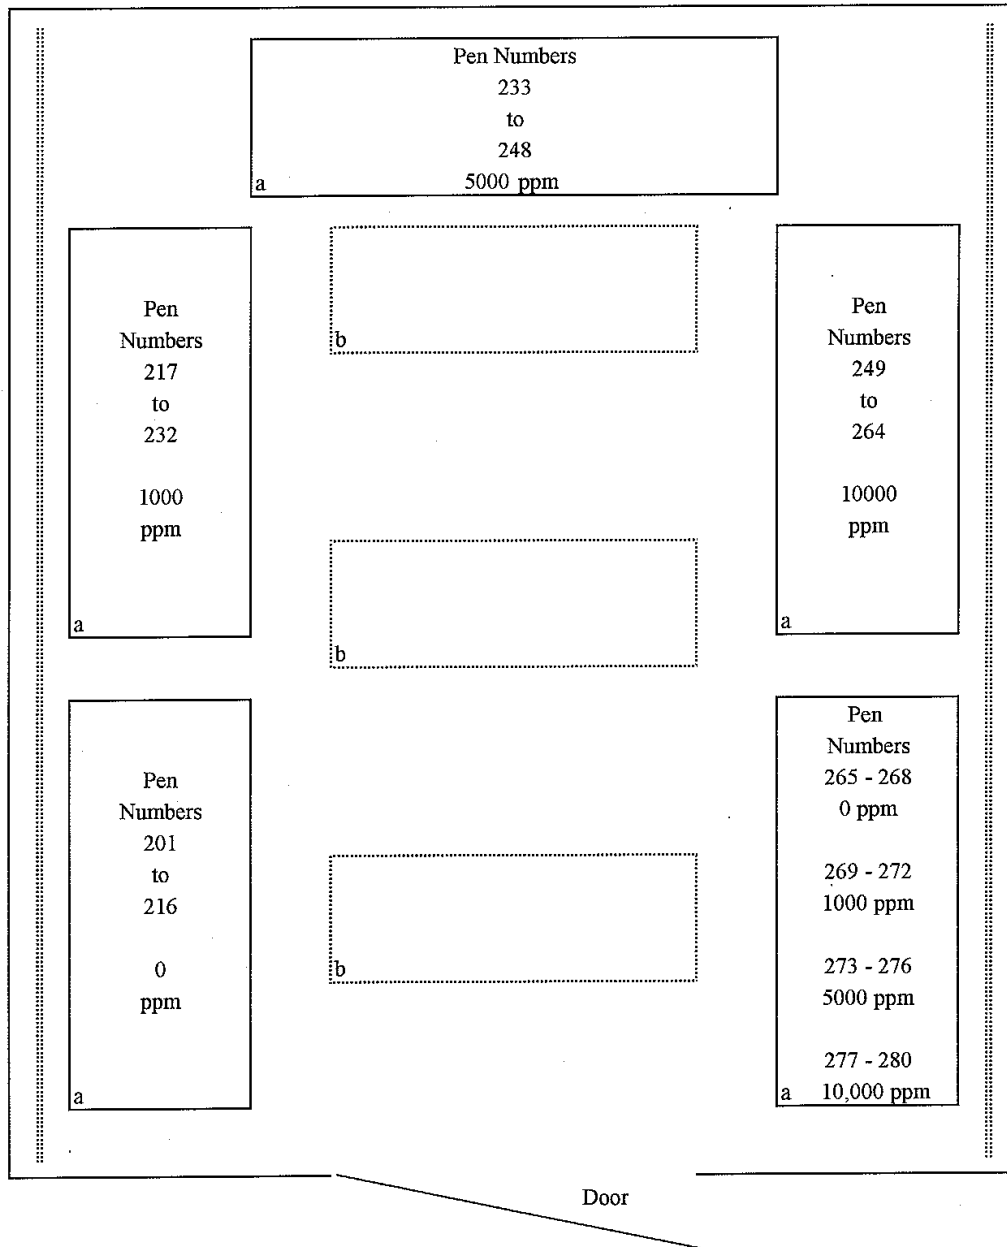 Pen Numbers
233
to
248
a 5000 ppm
Pen
Numbers
217
to
232
1000
ppm
a
b
Pen
Numbers
249
to
264
10000
ppm
a
b
Pen
Numbers
201
to
216
0
ppm
a
b
Pen
Numbers
265 - 268
0 ppm
269 - 272
1000 ppm
273 - 276
5000 ppm
277 - 280
a 10,000 ppm
Door